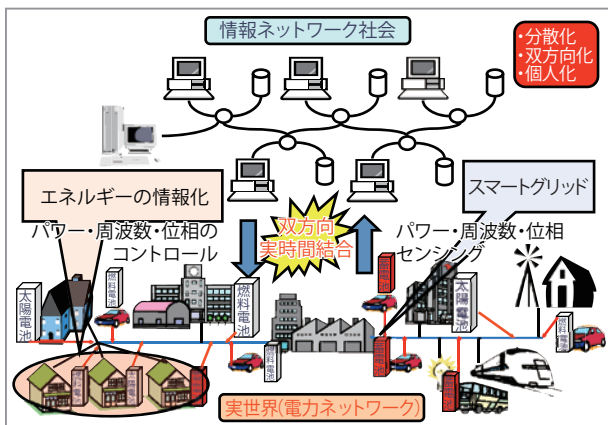 情報ネットワーク社会
・分散化
・双方向化
・個人化
エネルギーの情報化
スマートグリッド
パワー・周波数・位相の
コントロール
双方向
実時間結合
パワー・周波数・位相
センシング
太陽電池
燃料電池
燃料電池
燃料電池
太陽電池
燃料電池
実世界(電力ネットワーク)